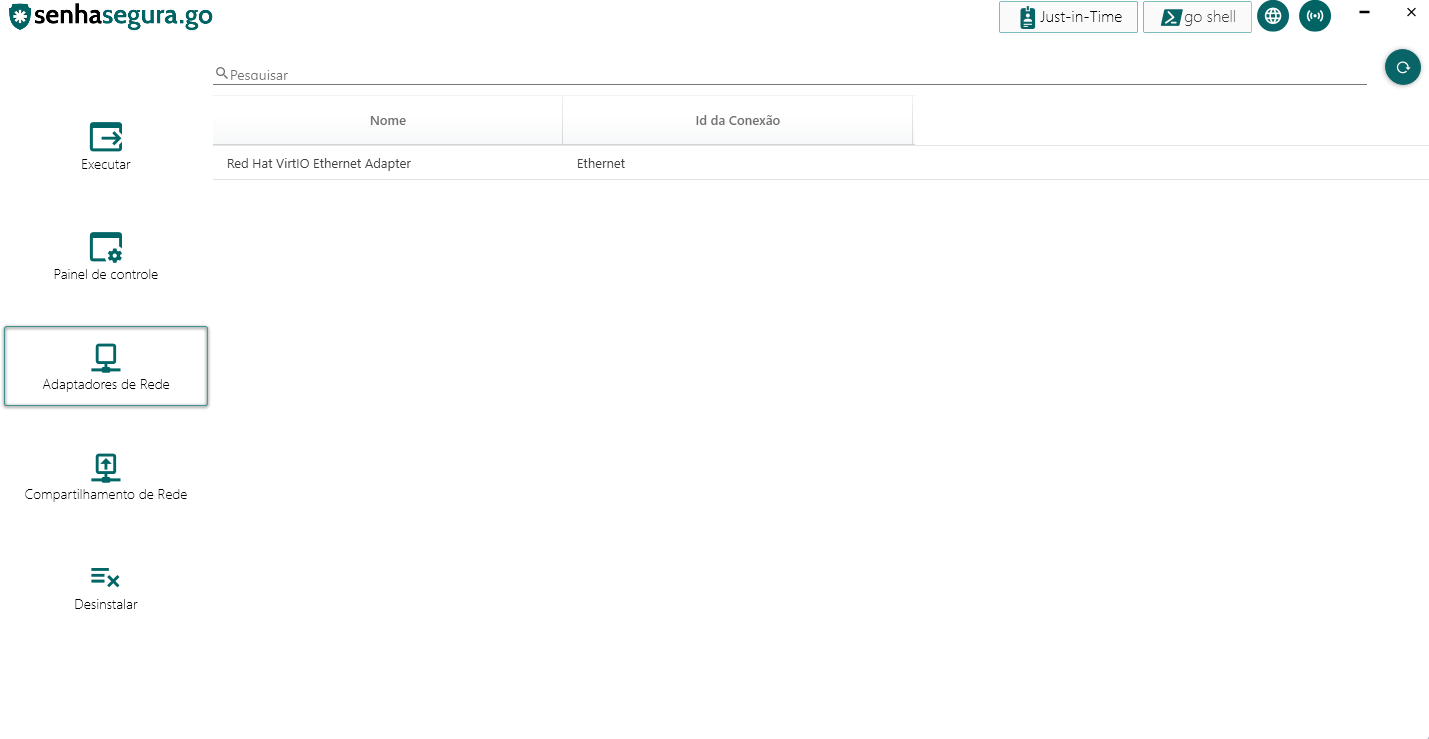 senhasegura.go
Just-in-Time
go shell
Pesquisar
Nome
Id da Conexão
Red Hat VirtIO Ethernet Adapter
Ethernet
Executar
Painel de controle
Adaptadores de Rede
Compartilhamento de Rede
Desinstalar